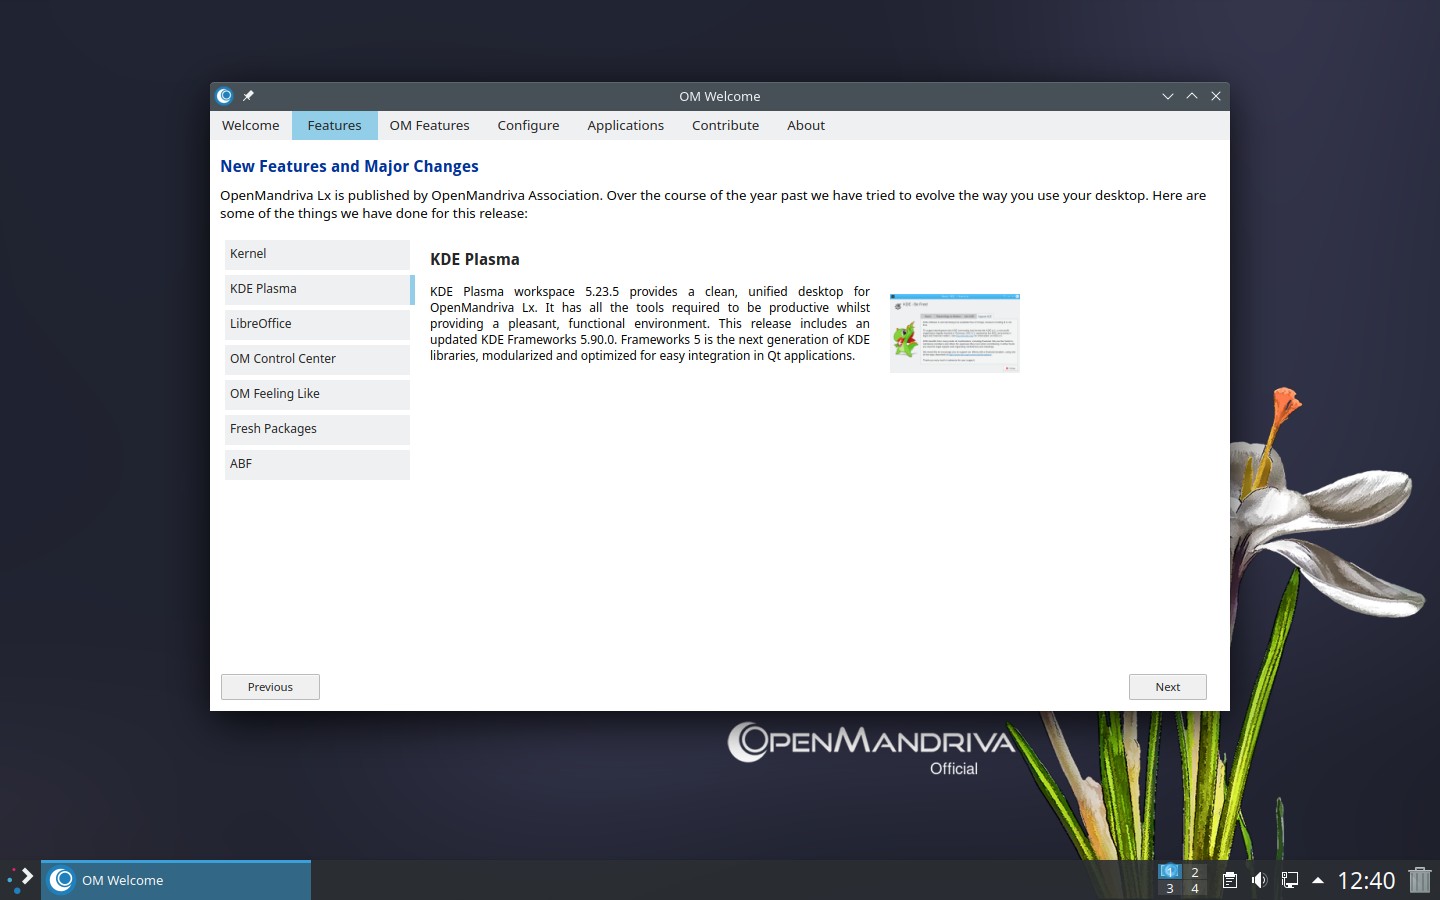 OM Welcome
Welcome Features OM Features Configure Applications Contribute About
New Features and Major Changes
OpenMandriva Lx is published by OpenMandriva Association. Over the course of the year past we have tried to evolve the way you use your desktop. Here are
some of the things we have done for this release:
Kernel
KDE Plasma
LibreOffice
OM Control Center
OM Feeling Like
Fresh Packages
ABF
KDE Plasma
KDE Plasma workspace 5.23.5 provides a clean, unified desktop for
OpenMandriva Lx. It has all the tools required to be productive whilst
providing a pleasant, functional environment. This release includes an
updated KDE Frameworks 5.90.0. Frameworks 5 is the next generation of KDE
libraries, modularized and optimized for easy integration in Qt applications.
Previous Next
OpenMandriva
Official
OM Welcome
1 2
3 4
12:40